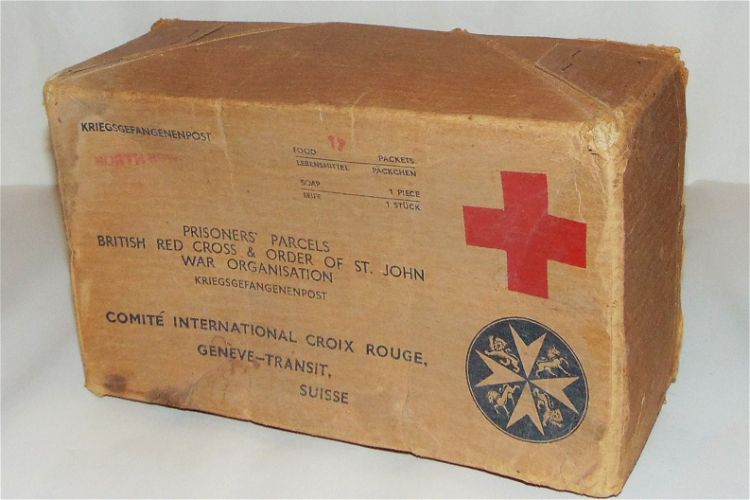 KRIEGSGEFANGENENPOST
FOOD 17 PACKETS
LEBENSMITTEL PÄCKCHEN
SOAP 1 PIECE
SEIFE 1 STÜCK
PRISONERS' PARCELS
BRITISH RED CROSS & ORDER OF ST. JOHN
WAR ORGANISATION
KRIEGSGEFANGENENPOST
COMITÉ INTERNATIONAL CROIX ROUGE,
GENÈVE-TRANSIT,
SUISSE